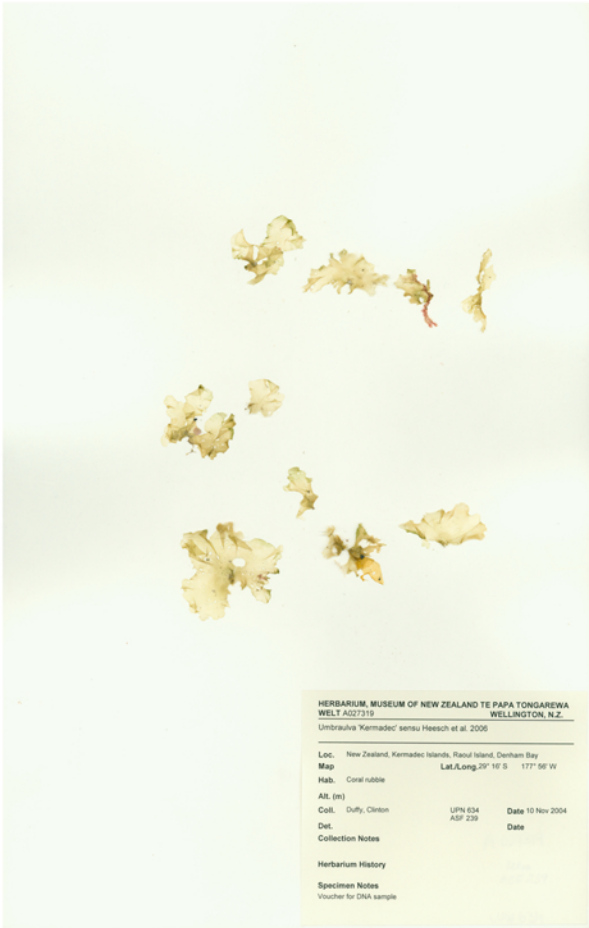 HERBARIUM, MUSEUM OF NEW ZEALAND TE PAPA TONGAREWA
WELT A027319 WELLINGTON, N.Z.
Umbraulva 'Kermadec' sensu Heesch et al. 2006
Loc. New Zealand, Kermadec Islands, Raoul Island, Denham Bay
Map Lat./Long. 29° 16' S 177° 56' W
Hab. Coral rubble
Alt. (m)
Coll. Duffy, Clinton UPN 634 Date 10 Nov 2004
ASF 239
Det. Date
Collection Notes
Herbarium History
Specimen Notes
Voucher for DNA sample